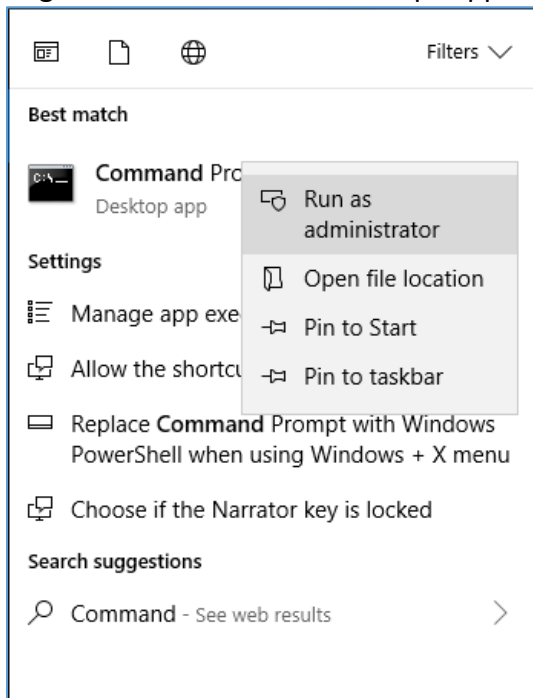 Filters
Best match
C:\
Command Pro
Desktop app
Run as
administrator
Settings
Open file location
Manage app exe
Pin to Start
Allow the shortcu
Pin to taskbar
Replace Command Prompt with Windows
PowerShell when using Windows + X menu
Choose if the Narrator key is locked
Search suggestions
Command - See web results